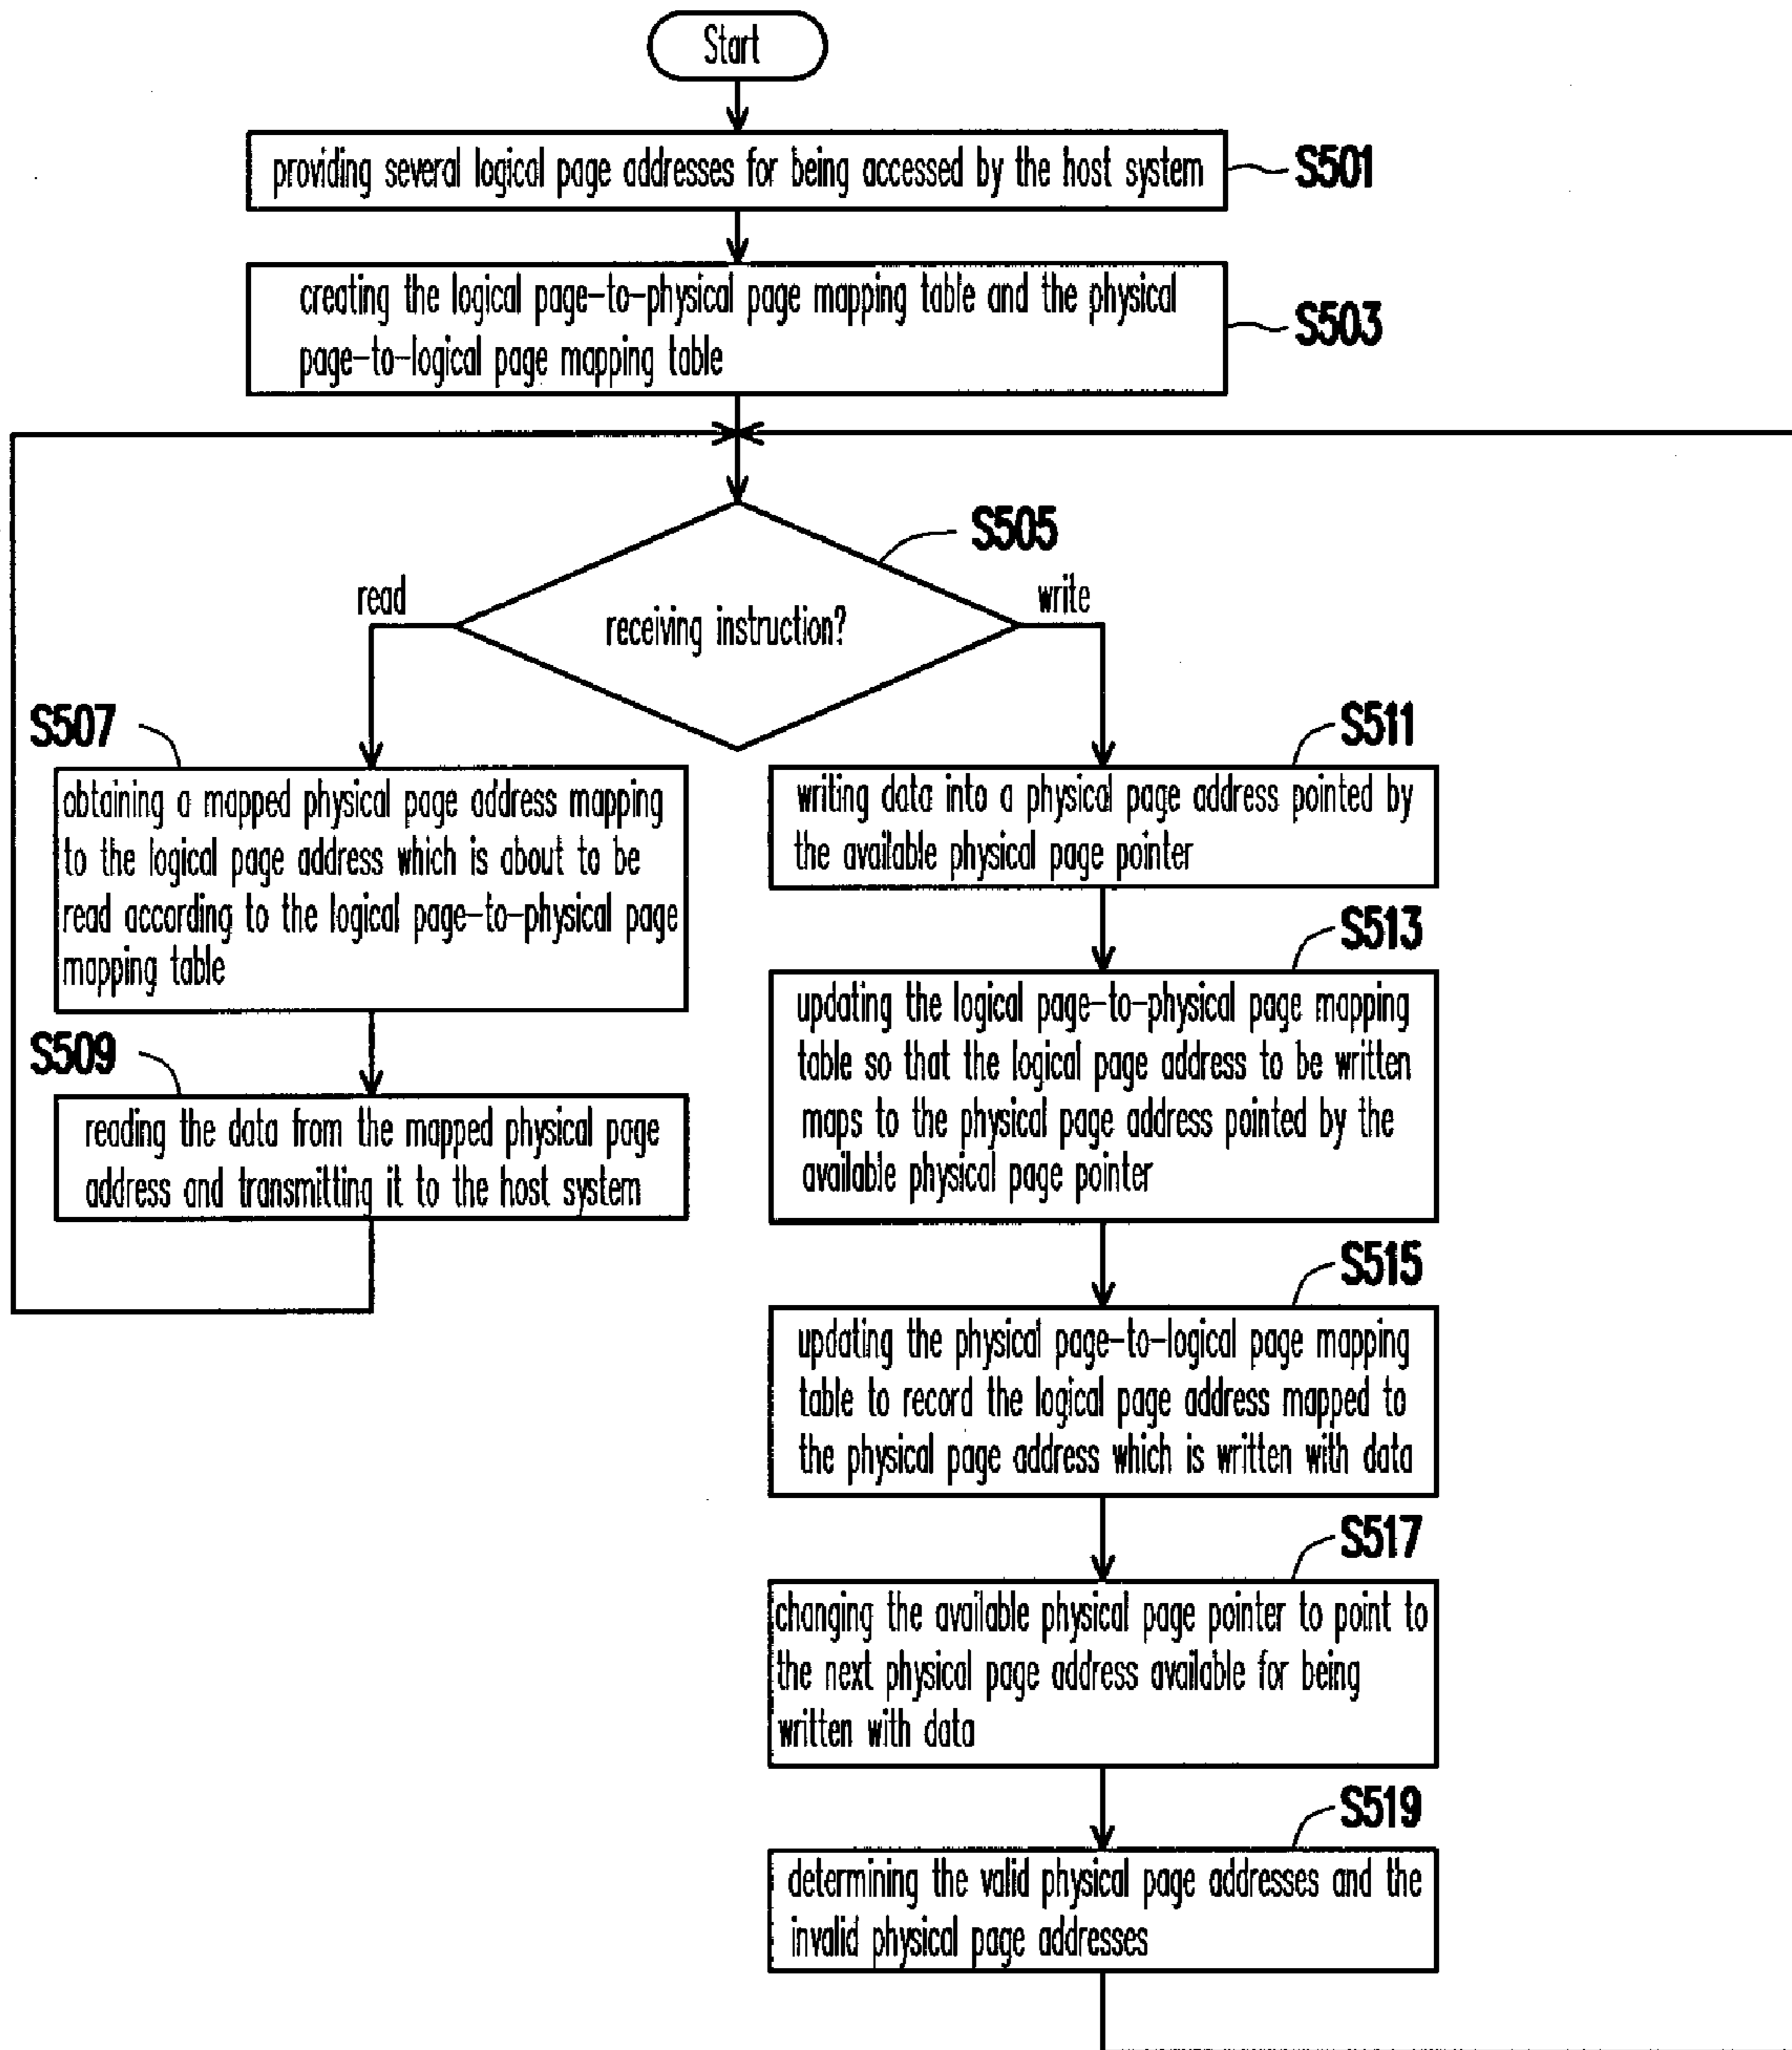 Start
providing several logical page addresses for being accessed by the host system
S501
creating the logical page-to-physical page mapping table and the physical
page-to-logical page mapping table
S503
S505
read
receiving instruction?
write
S507
obtaining a mapped physical page address mapping
to the logical page address which is about to be
read according to the logical page-to-physical page
mapping table
S509
reading the data from the mapped physical page
address and transmitting it to the host system
S511
writing data into a physical page address pointed by
the available physical page pointer
S513
updating the logical page-to-physical page mapping
table so that the logical page address to be written
maps to the physical page address pointed by the
available physical page pointer
S515
updating the physical page-to-logical page mapping
table to record the logical page address mapped to
the physical page address which is written with data
S517
changing the available physical page pointer to point to
the next physical page address available for being
written with data
S519
determining the valid physical page addresses and the
invalid physical page addresses